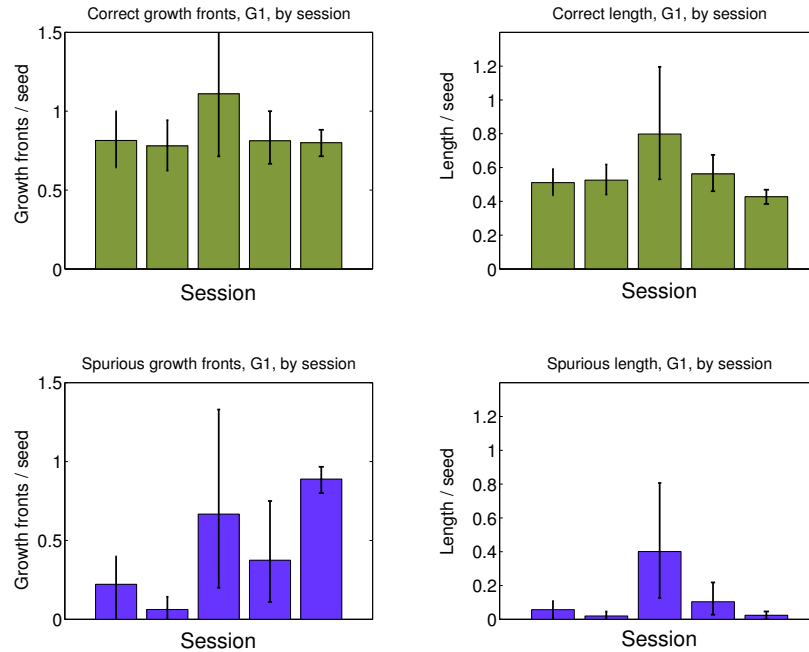 Correct growth fronts, G1, by session
1.5
1
0.5
0
Growth fronts / seed
Session
Correct length, G1, by session
1.2
1
0.8
0.6
0.4
0.2
0
Length / seed
Session
Spurious growth fronts, G1, by session
1.5
1
0.5
0
Growth fronts / seed
Session
Spurious length, G1, by session
1.2
1
0.8
0.6
0.4
0.2
0
Length / seed
Session